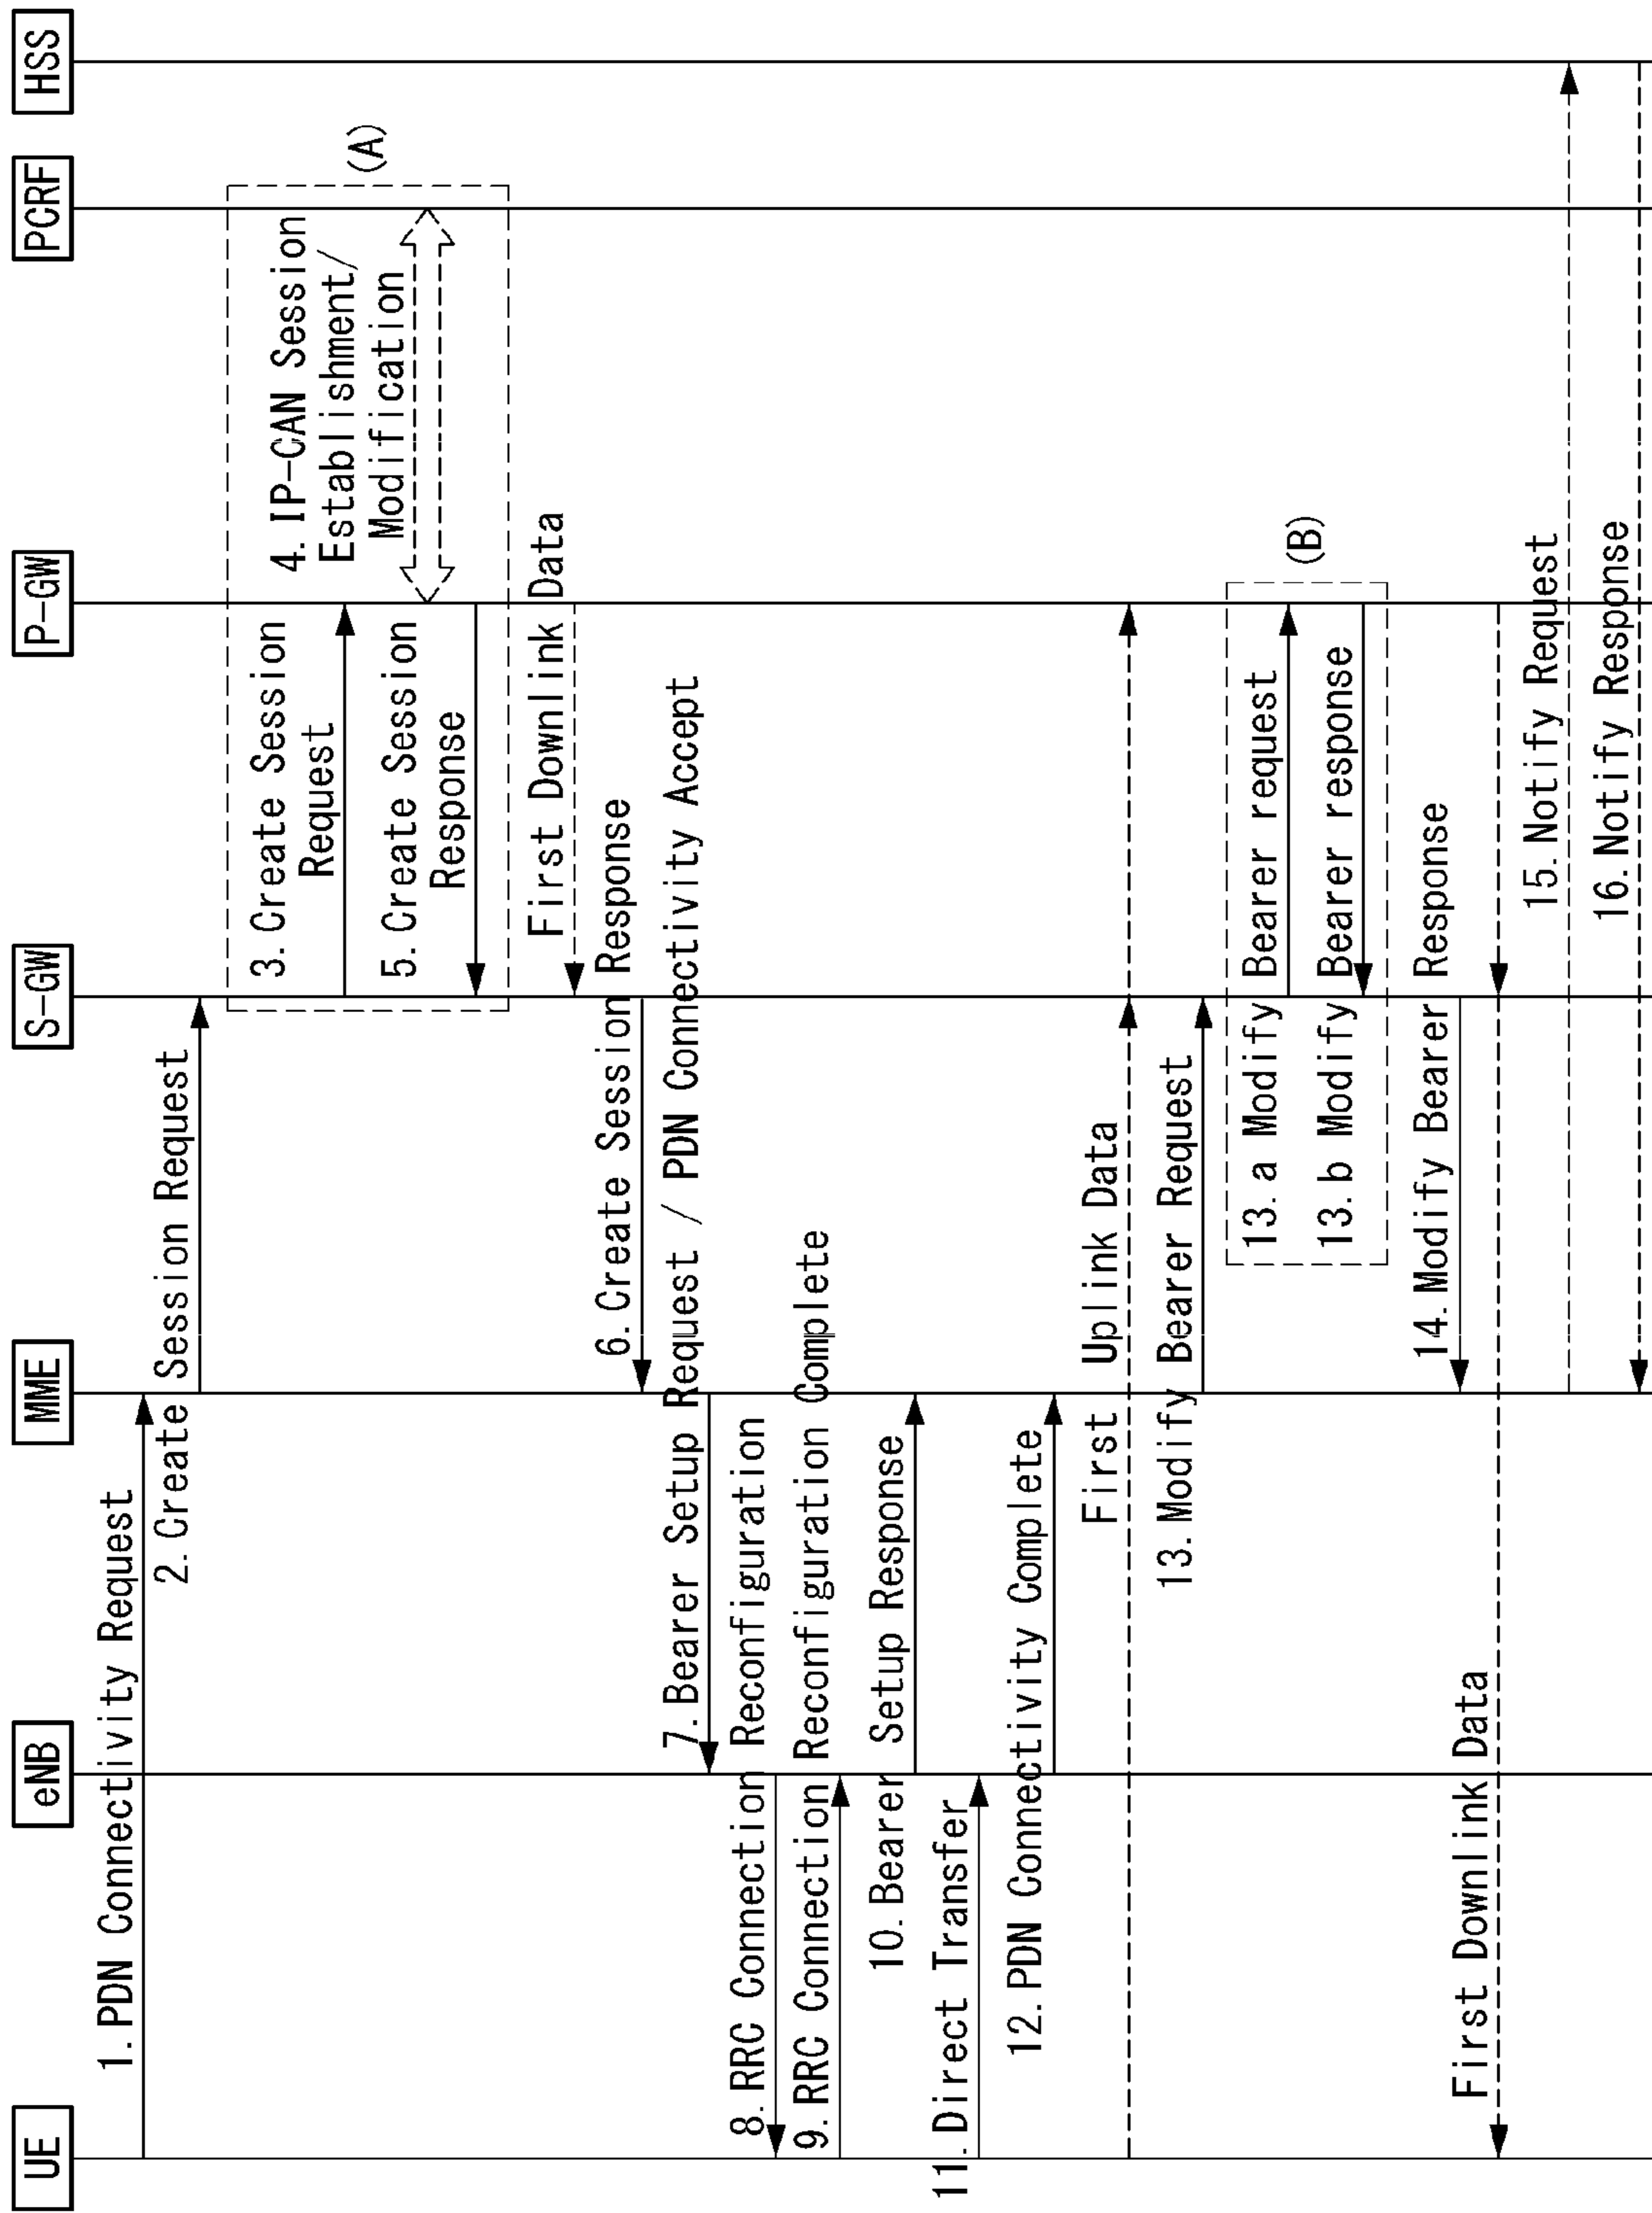 UE
eNB
MME
S-GW
P-GW
PCRF
HSS
1. PDN Connectivity Request
2. Create Session Request
3. Create Session
Request
4. IP-CAN Session
Establishment/
Modification
(A)
5. Create Session
Response
First Downlink Data
6. Create Session Response
7. Bearer Setup Request / PDN Connectivity Accept
8. RRC Connection Reconfiguration
9. RRC Connection Reconfiguration Complete
10. Bearer Setup Response
11. Direct Transfer
12. PDN Connectivity Complete
First Uplink Data
13. Modify Bearer Request
13. a Modify Bearer request
(B)
13. b Modify Bearer response
14. Modify Bearer Response
First Downlink Data
15. Notify Request
16. Notify Response